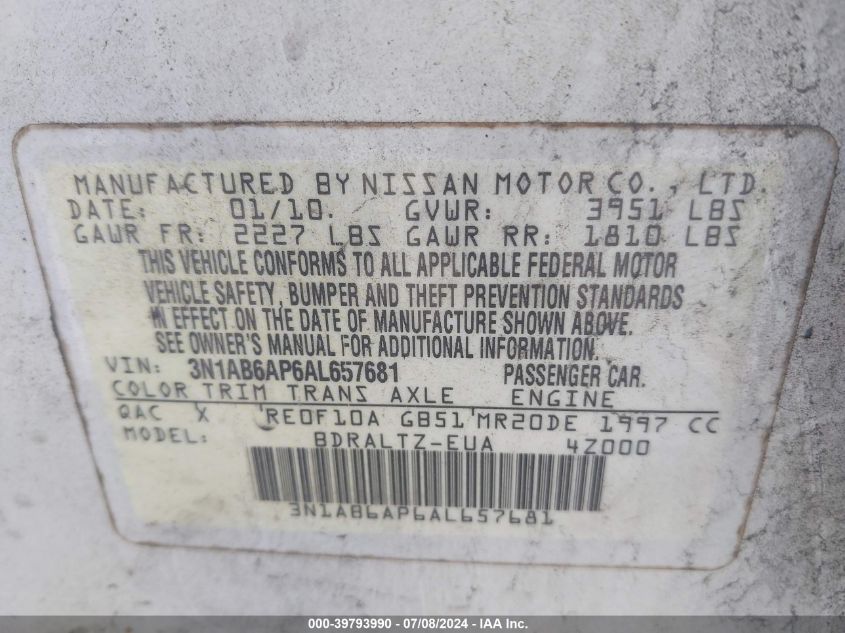 MANUFACTURED BY NISSAN MOTOR CO., LTD.
DATE: 01/10. GVWR: 3951 LBS
GAWR FR: 2227 LBS GAWR RR: 1810 LBS
THIS VEHICLE CONFORMS TO ALL APPLICABLE FEDERAL MOTOR
VEHICLE SAFETY, BUMPER AND THEFT PREVENTION STANDARDS
IN EFFECT ON THE DATE OF MANUFACTURE SHOWN ABOVE.
SEE OWNER'S MANUAL FOR ADDITIONAL INFORMATION.
VIN: 3N1AB6AP6AL657681 PASSENGER CAR.
COLOR TRIM TRANS AXLE ENGINE
QAC X RE0F10A GB51 MR20DE 1997 CC
MODEL: BDRALTZ-EUA 4Z000
3N1AB6AP6AL657681
000-39793990 / 07/08/2024 - IAA Inc.